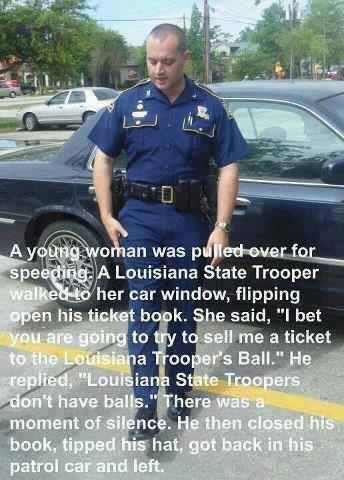 A young woman was pulled over for
speeding. A Louisiana State Trooper
walked to her car window, flipping
open his ticket book. She said, "I bet
you are going to try to sell me a ticket
to the Louisiana Trooper's Ball." He
replied, "Louisiana State Troopers
don't have balls." There was a
moment of silence. He then closed his
book, tipped his hat, got back in his
patrol car and left.